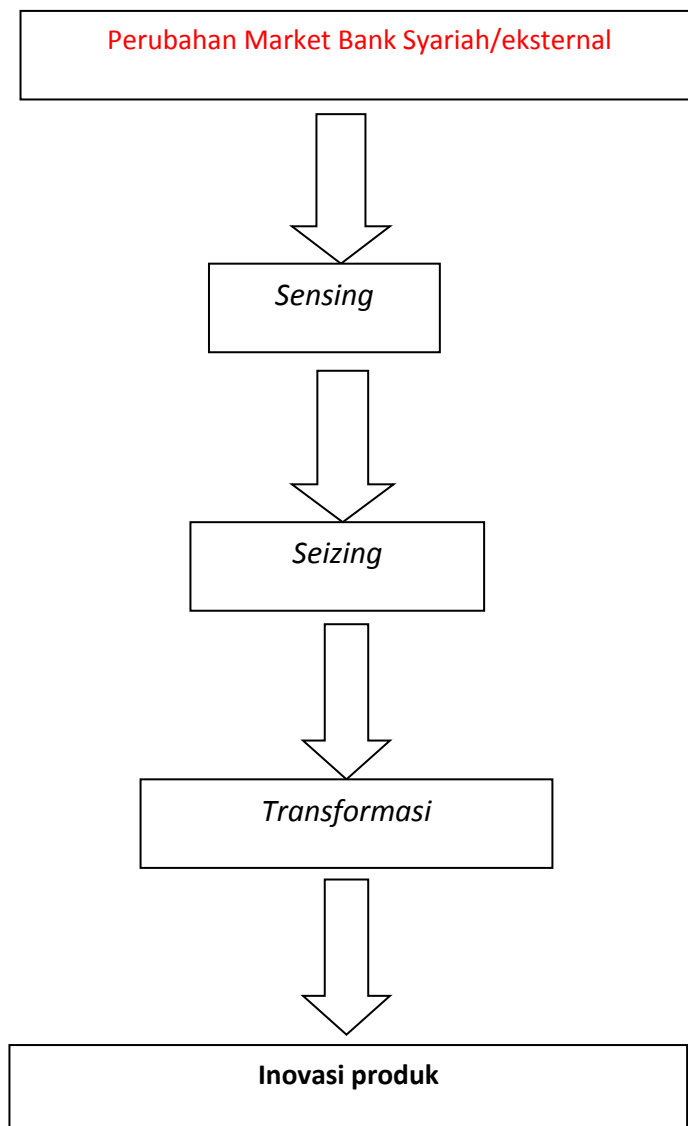 Perubahan Market Bank Syariah/eksternal
Sensing
Seizing
Transformasi
Inovasi produk